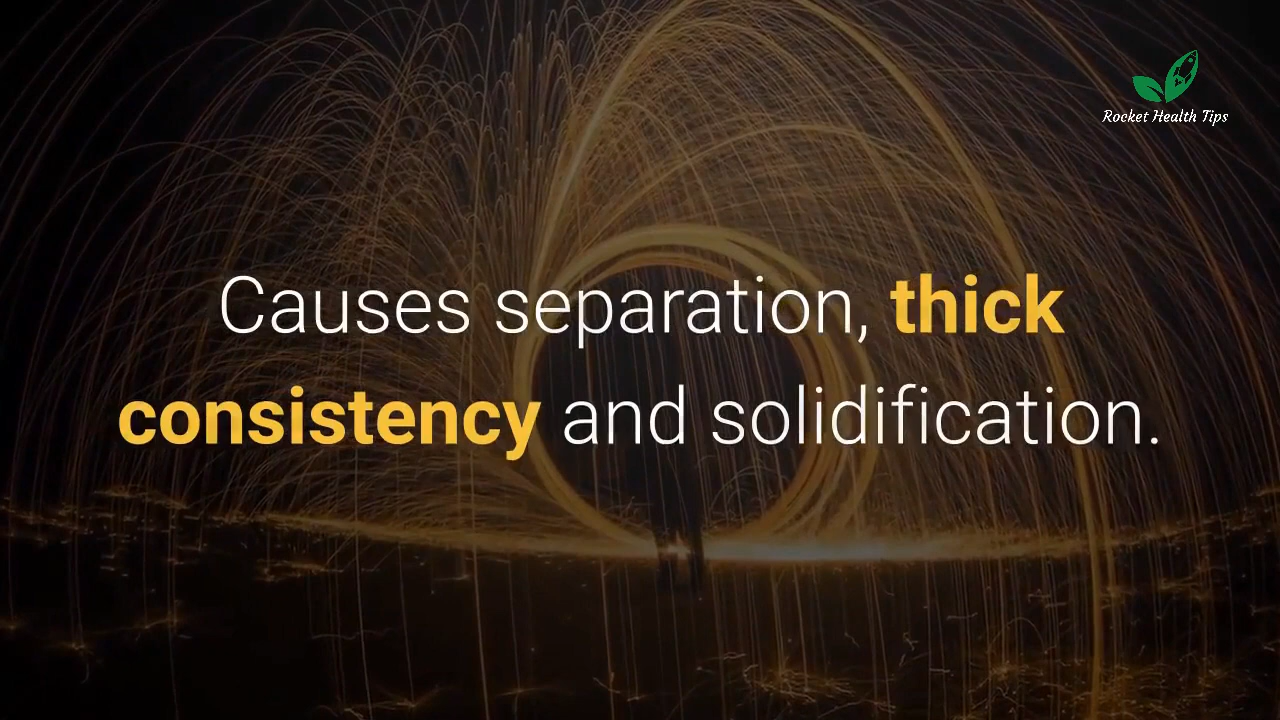 Rocket Health Tips
Causes separation, thick
consistency and solidification.